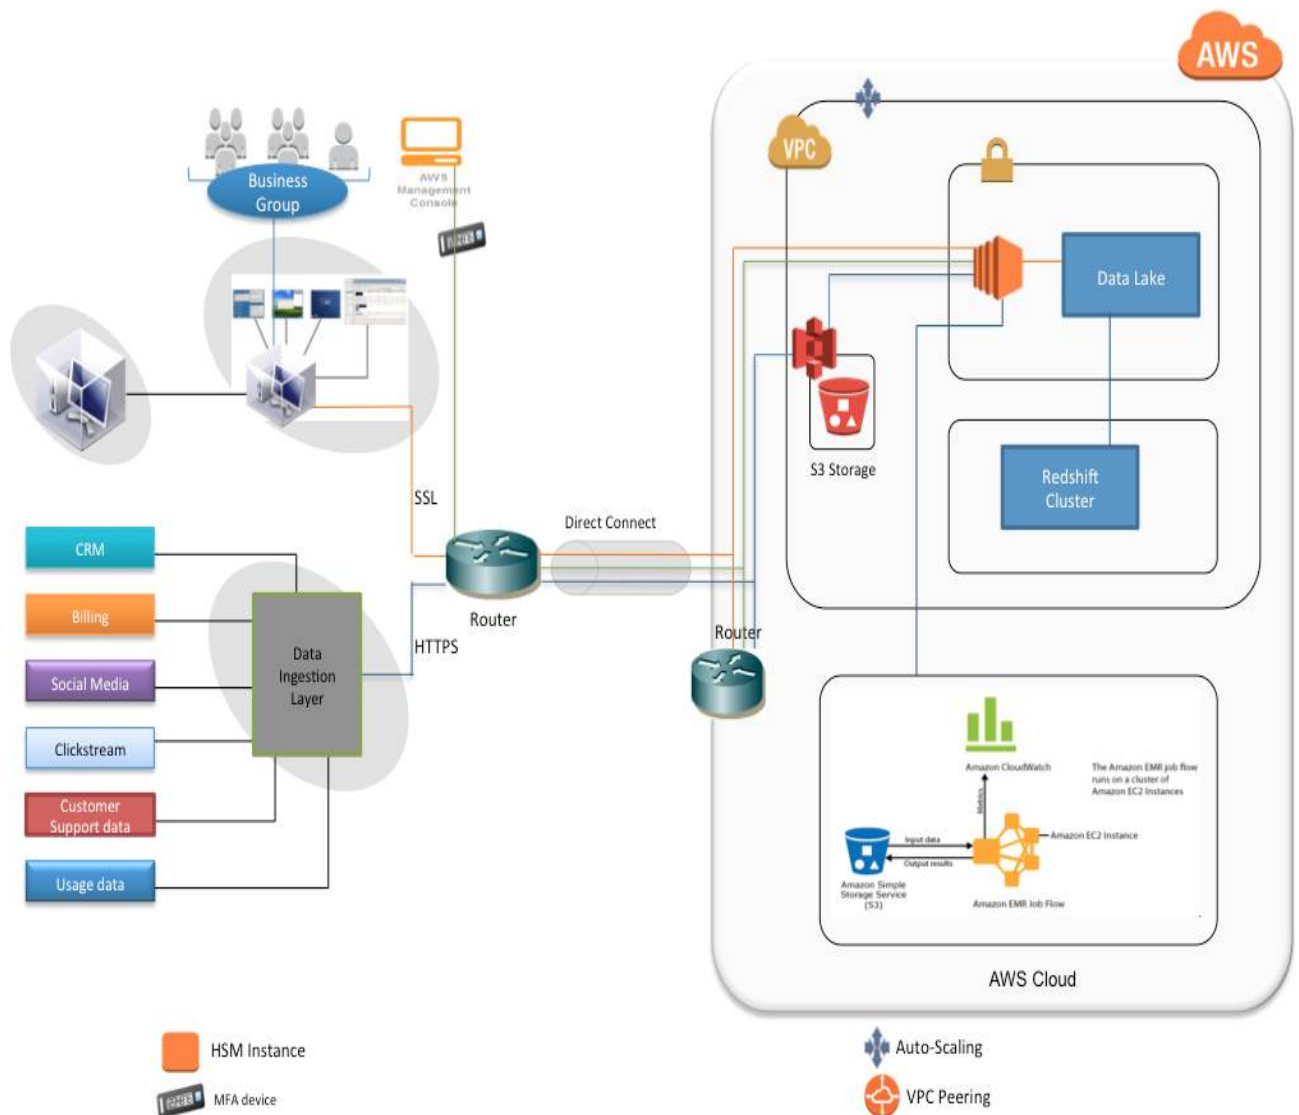 AWS
VPC
Business
Group
AWS
Management
Console
Data Lake
S3 Storage
Redshift
Cluster
SSL
Direct Connect
CRM
Router
Billing
Router
HTTPS
Data
Ingestion
Layer
Social Media
Clickstream
Customer
Support data
Usage data
Amazon CloudWatch
The Amazon EMR job flow
runs on a cluster of
Amazon EC2 Instances
Metrics
Input data
Output results
Amazon EC2 Instance
Amazon Simple
Storage Service
(S3)
Amazon EMR Job Flow
AWS Cloud
HSM Instance
Auto-Scaling
MFA device
VPC Peering